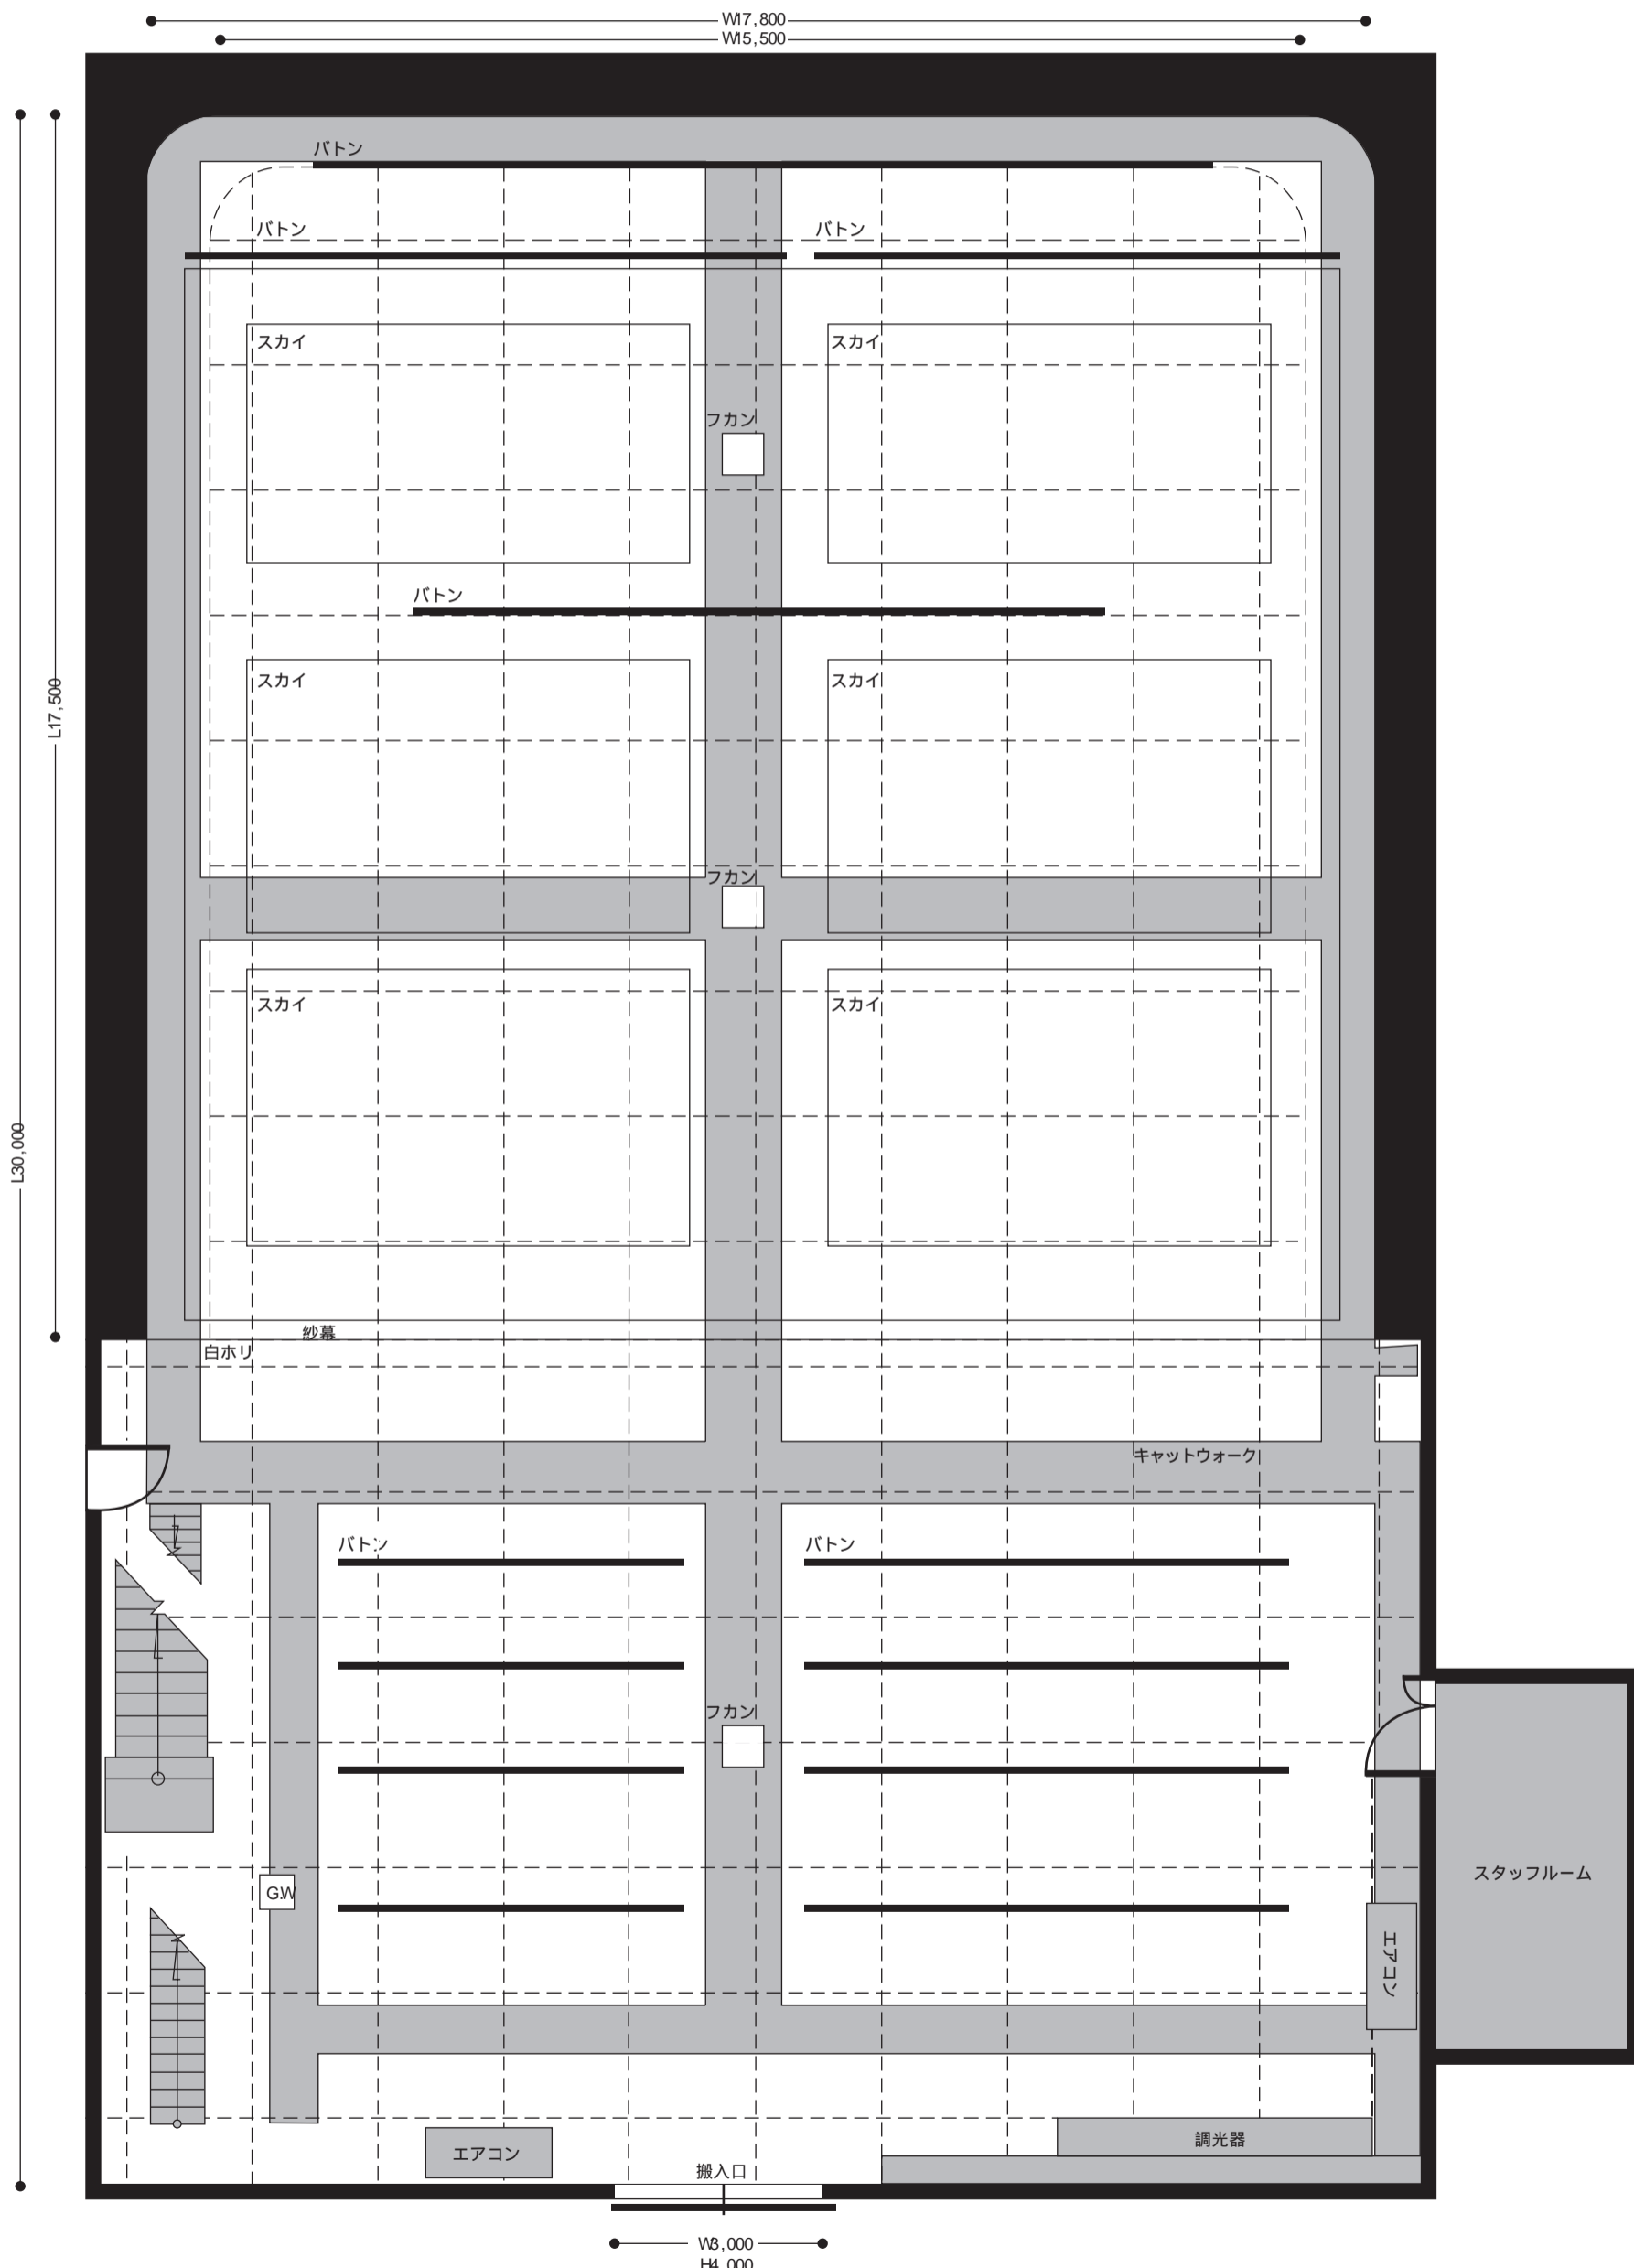 W17,800
W15,500
バトン
バトン
バトン
スカイ
スカイ
フカン
バトン
スカイ
スカイ
L17,500
フカン
スカイ
スカイ
L30,000
紗幕
白ホリ
キャットウォーク
バトン
バトン
フカン
スタッフルーム
G.W
エアコン
調光器
エアコン
搬入口
W3,000
H4,000